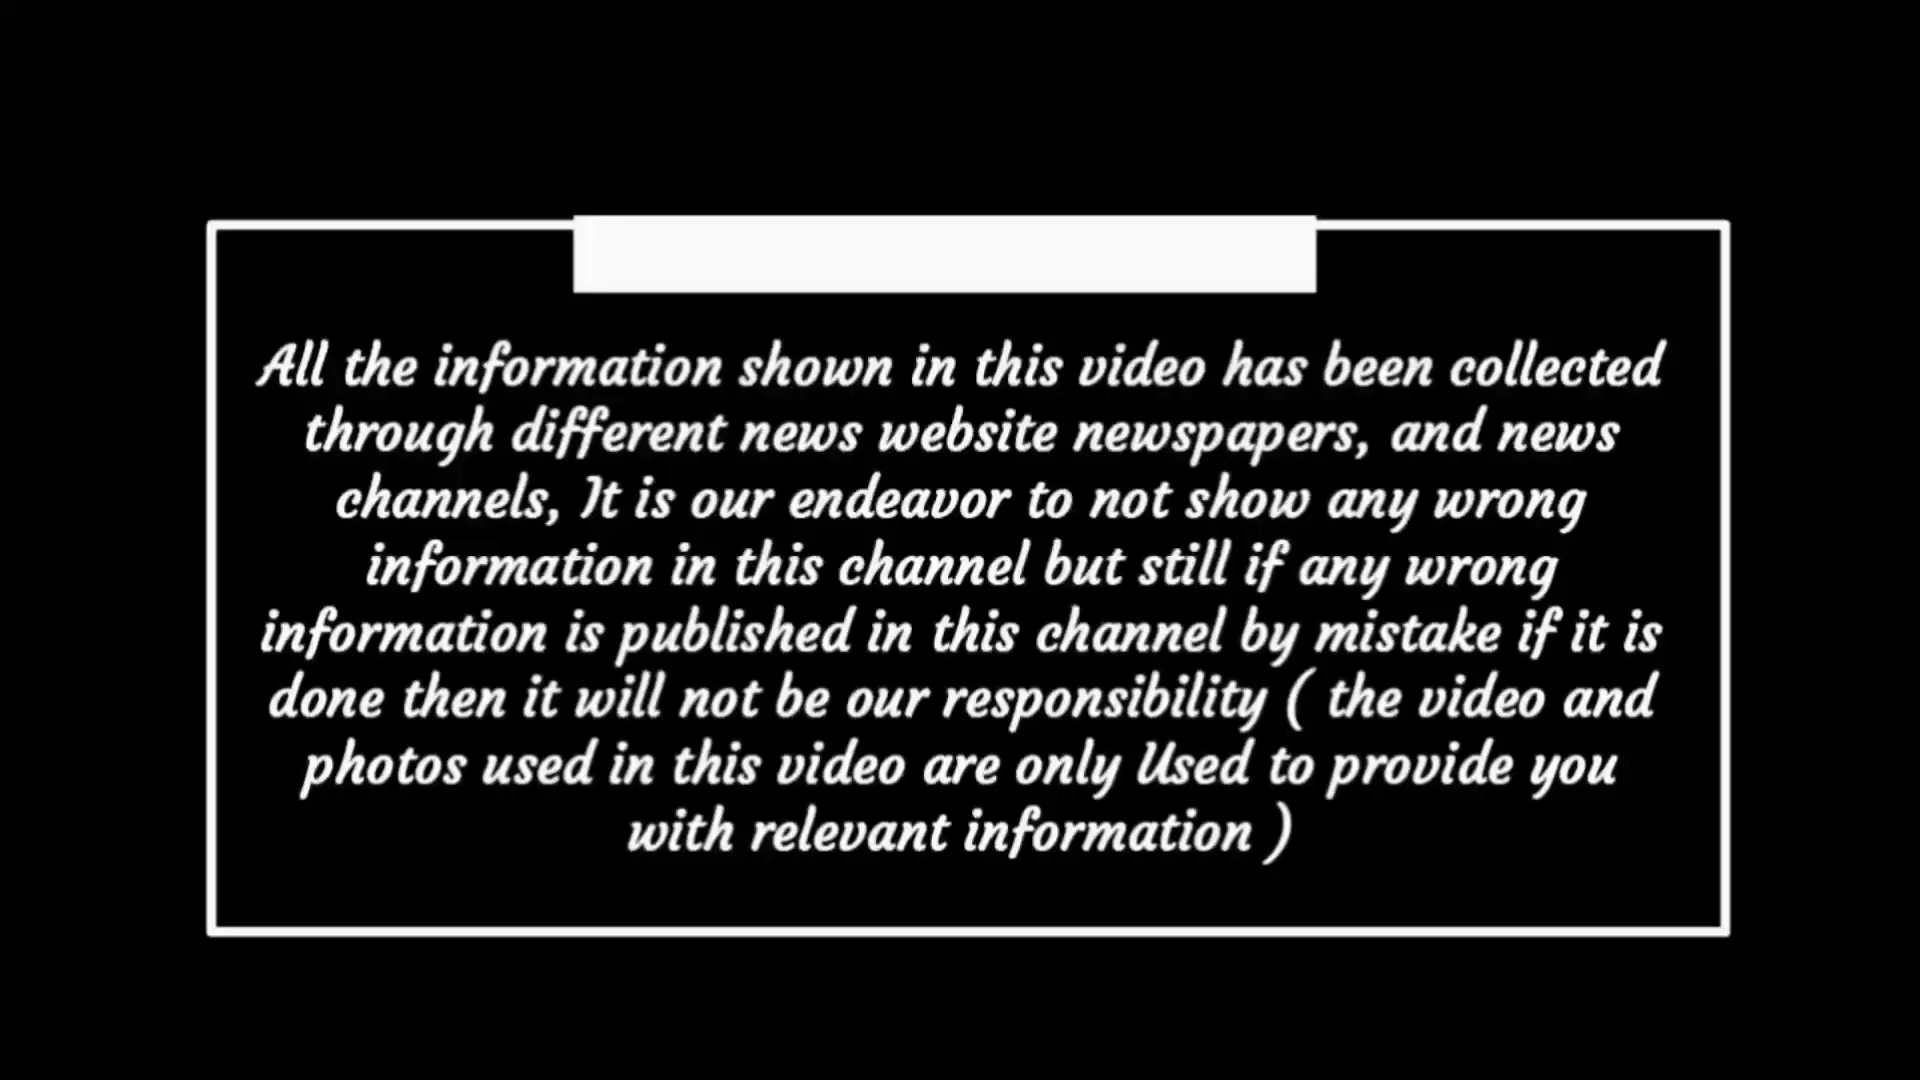 All the information shown in this video has been collected
through different news website newspapers, and news
channels, It is our endeavor to not show any wrong
information in this channel but still if any wrong
information is published in this channel by mistake if it is
done then it will not be our responsibility ( the video and
photos used in this video are only Used to provide you
with relevant information )